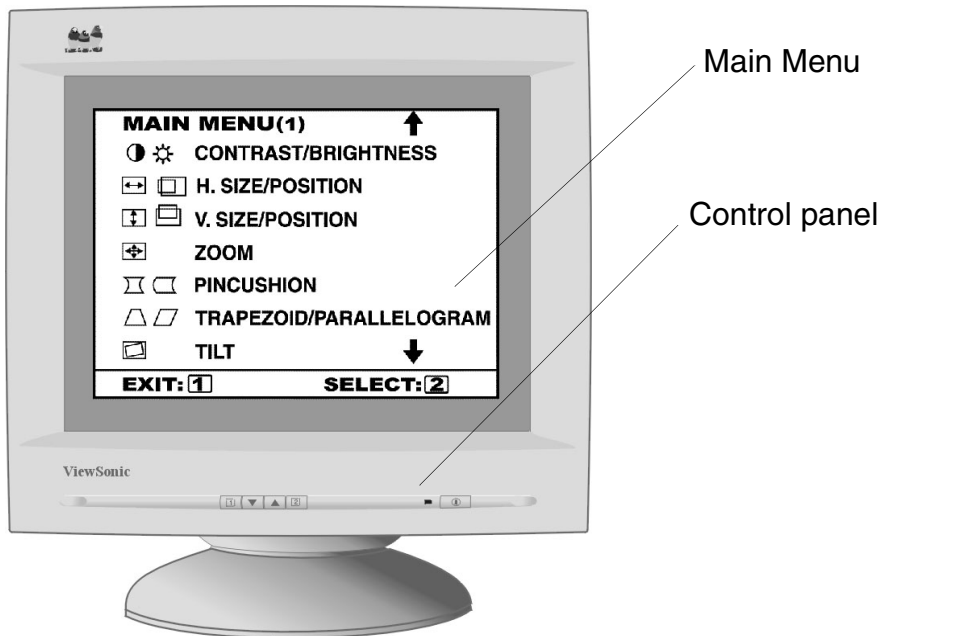 Main Menu
MAIN MENU(1)
CONTRAST/BRIGHTNESS
H. SIZE/POSITION
V. SIZE/POSITION
ZOOM
PINCUSHION
TRAPEZOID/PARALLELOGRAM
TILT
EXIT: 1 SELECT: 2
Control panel
ViewSonic
1 2